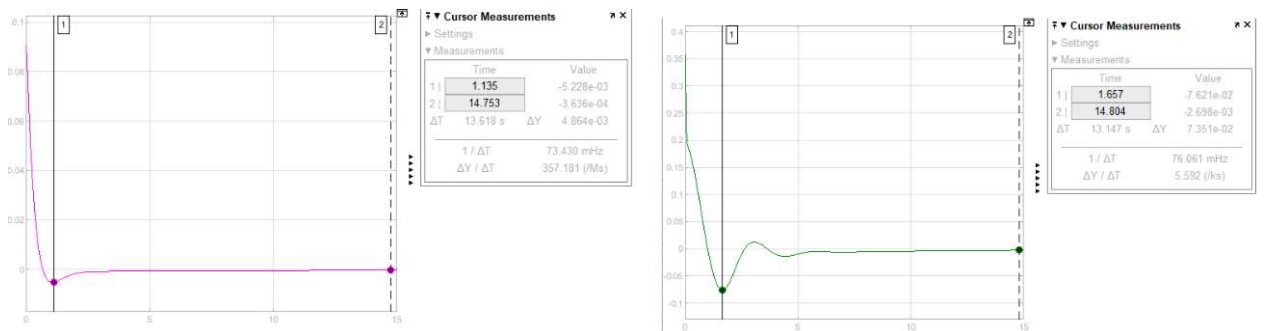 0.1
0.08
0.06
0.04
0.02
0
0
5
10
15
1
2
Cursor Measurements
Settings
Measurements
Time Value
1 1.135 -5.228e-03
2 14.753 -3.636e-04
ΔT 13.618 s ΔY 4.864e-03
1 / ΔT 73.430 mHz
ΔY / ΔT 357.181 (/Ms)
0.4
0.35
0.3
0.25
0.2
0.15
0.1
0.05
0
-0.05
-0.1
0
5
10
15
1
2
Cursor Measurements
Settings
Measurements
Time Value
1 1.657 -7.621e-02
2 14.804 -2.698e-03
ΔT 13.147 s ΔY 7.351e-02
1 / ΔT 76.061 mHz
ΔY / ΔT 5.592 (/ks)